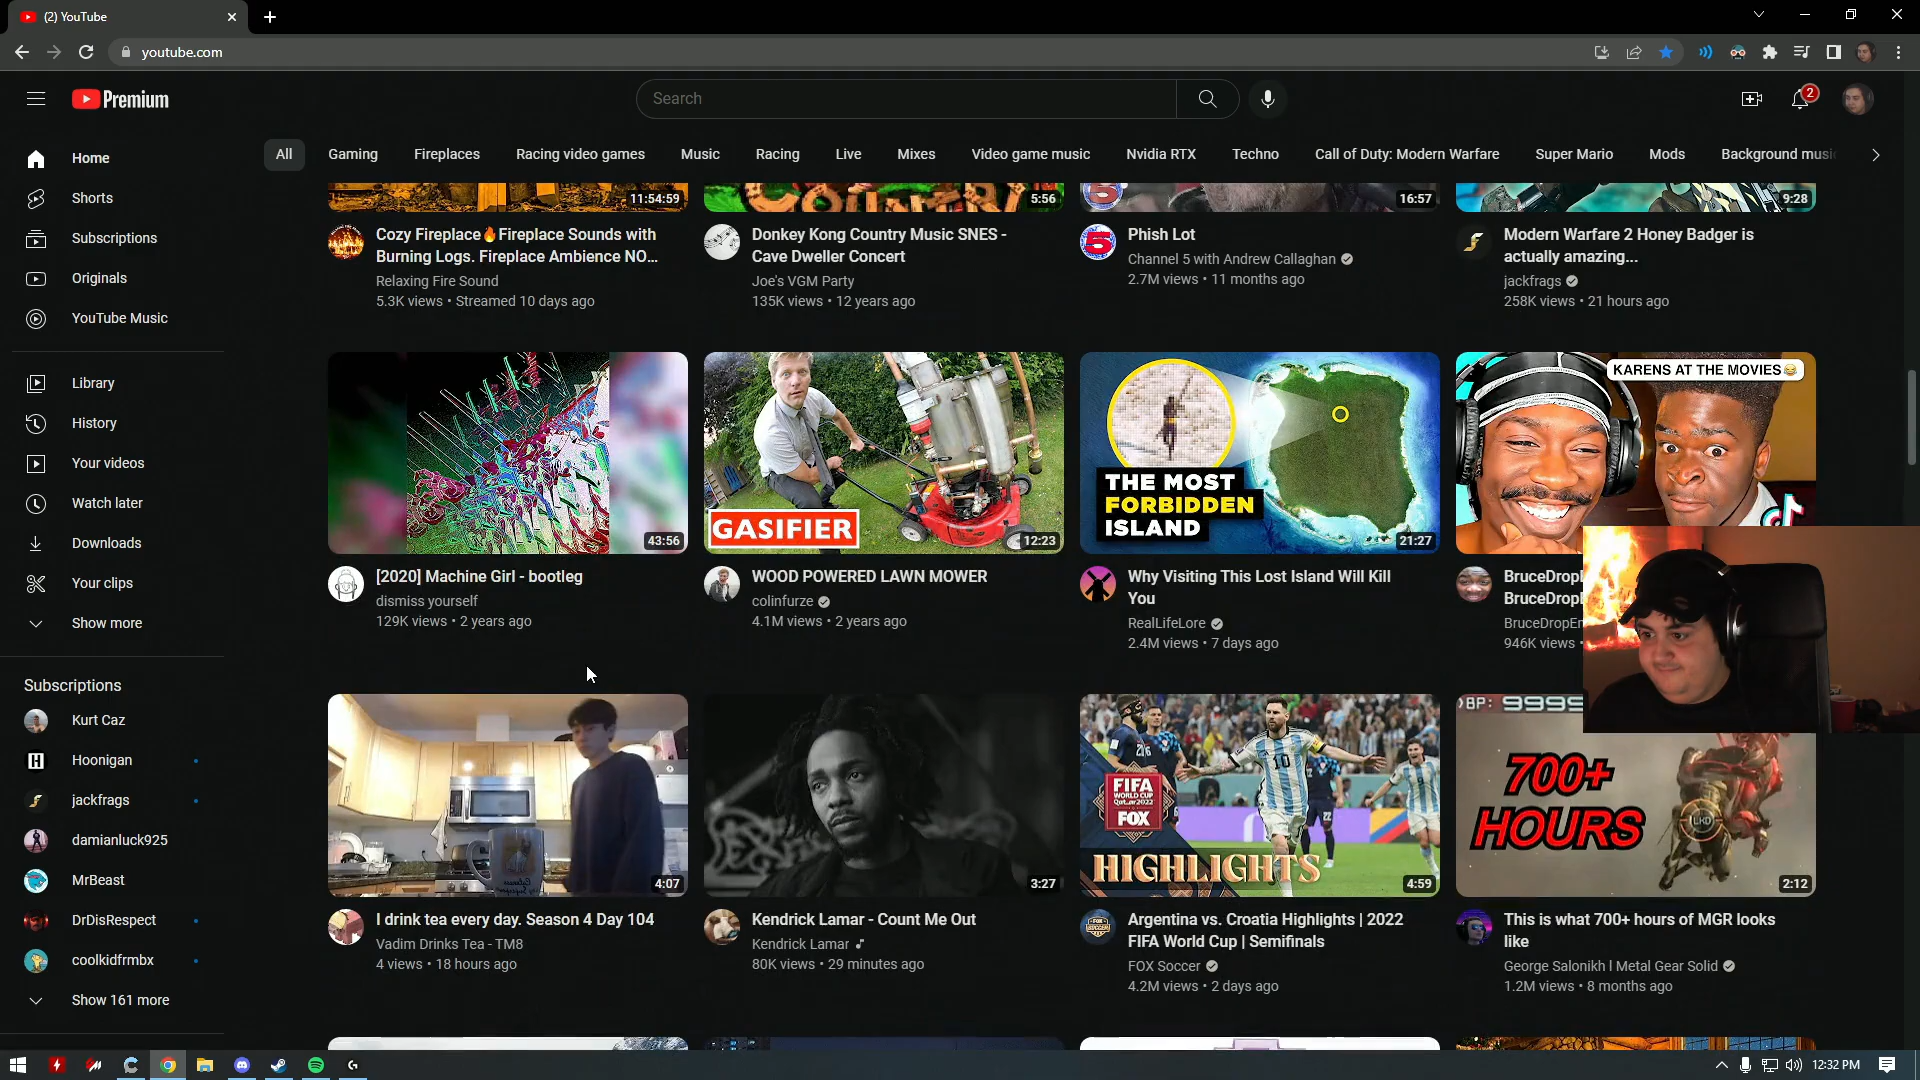 (2) YouTube
youtube.com
Premium
Search
2
Home
Shorts
Subscriptions
Originals
YouTube Music
Library
History
Your videos
Watch later
Downloads
Your clips
Show more
Subscriptions
Kurt Caz
Hoonigan
jackfrags
damianluck925
MrBeast
DrDisRespect
coolkidfrmbx
Show 161 more
All
Gaming
Fireplaces
Racing video games
Music
Racing
Live
Mixes
Video game music
Nvidia RTX
Techno
Call of Duty: Modern Warfare
Super Mario
Mods
Background music
11:54:59
5:56
16:57
9:28
Cozy Fireplace🔥Fireplace Sounds with
Burning Logs. Fireplace Ambience NO...
Relaxing Fire Sound
5.3K views • Streamed 10 days ago
Donkey Kong Country Music SNES -
Cave Dweller Concert
Joe's VGM Party
135K views • 12 years ago
5
Phish Lot
Channel 5 with Andrew Callaghan
2.7M views • 11 months ago
Modern Warfare 2 Honey Badger is
actually amazing...
jackfrags
258K views • 21 hours ago
43:56
[2020] Machine Girl - bootleg
dismiss yourself
129K views • 2 years ago
GASIFIER
12:23
WOOD POWERED LAWN MOWER
colinfurze
4.1M views • 2 years ago
THE MOST
FORBIDDEN
ISLAND
21:27
Why Visiting This Lost Island Will Kill
You
RealLifeLore
2.4M views • 7 days ago
KARENS AT THE MOVIES😂
946K views •
4:07
I drink tea every day. Season 4 Day 104
Vadim Drinks Tea - TM8
4 views • 18 hours ago
3:27
Kendrick Lamar - Count Me Out
Kendrick Lamar
80K views • 29 minutes ago
10
FIFA
WORLD CUP
Qatar2022
FOX
HIGHLIGHTS
4:59
Argentina vs. Croatia Highlights | 2022
FIFA World Cup | Semifinals
FOX Soccer
4.2M views • 2 days ago
BP: 9999
700+
HOURS
2:12
This is what 700+ hours of MGR looks
like
George Salonikh l Metal Gear Solid
1.2M views • 8 months ago
12:32 PM